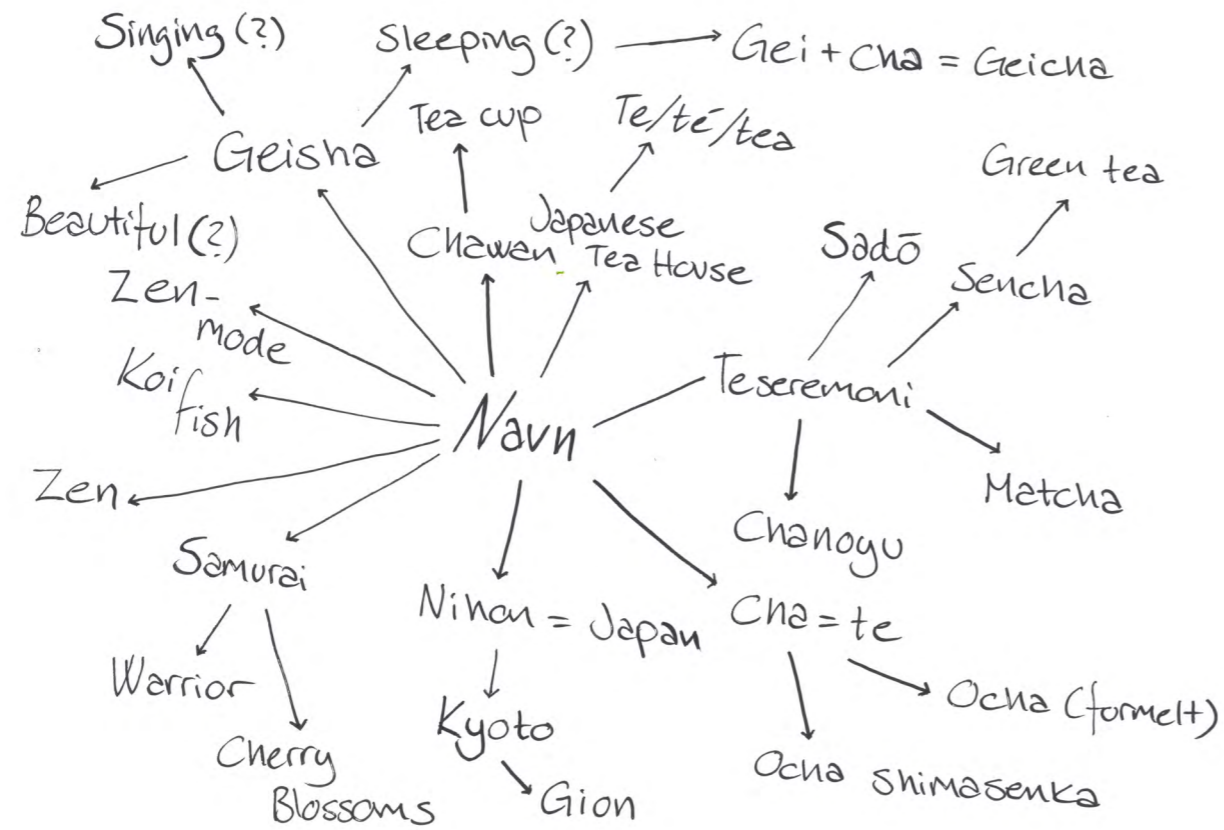 Singing (?)
Sleeping (?)
Gei + Cha = Geicha
Tea cup
Te/té/tea
Geisha
Green tea
Beautiful (?)
Chawan
Japanese
Tea House
Sadō
Sencha
Zen-
mode
Koi
fish
Teseremoni
Navn
Zen
Matcha
Samurai
Chanoyu
Nihon = Japan
Cha = te
Warrior
Ocha (formelt)
Kyoto
Cherry
Blossoms
Ocha shimasenka
Gion